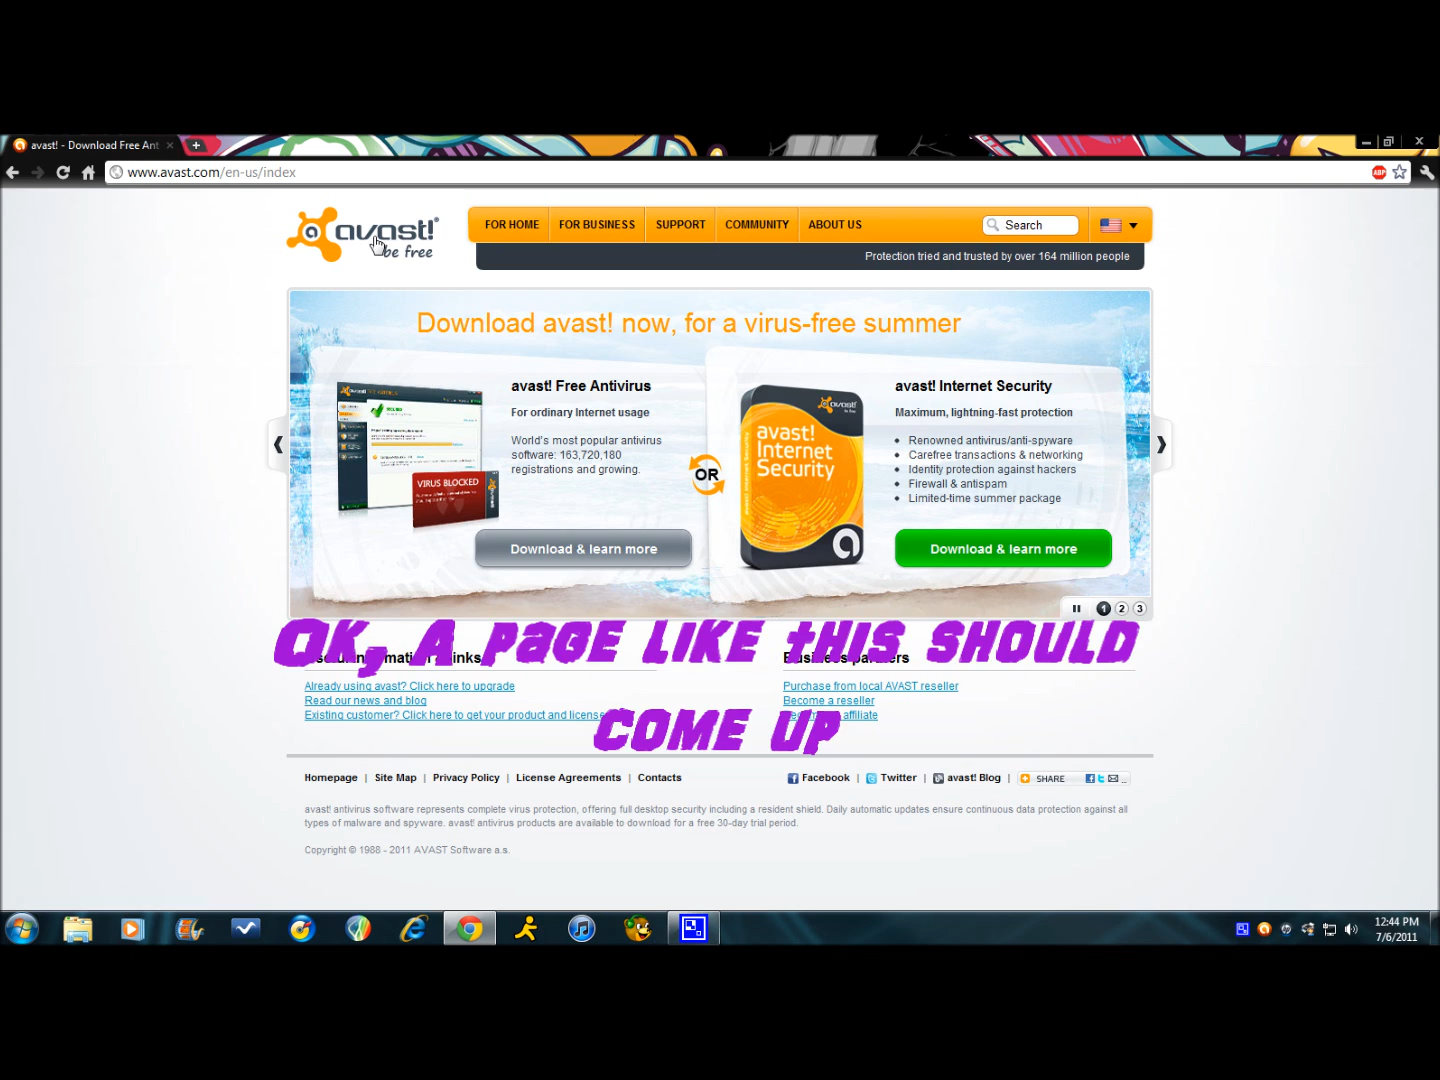 avast! - Download Free Ant
www.avast.com/en-us/index
ABP
avast!
be free
FOR HOME
FOR BUSINESS
SUPPORT
COMMUNITY
ABOUT US
Search
Protection tried and trusted by over 164 million people
Download avast! now, for a virus-free summer
avast! Free Antivirus
For ordinary Internet usage
World's most popular antivirus
software: 163,720,180
registrations and growing.
SECURED
VIRUS BLOCKED
Download & learn more
OR
avast!
avast!
Internet
Security
avast! Internet Security
Maximum, lightning-fast protection
Renowned antivirus/anti-spyware
Carefree transactions & networking
Identity protection against hackers
Firewall & antispam
Limited-time summer package
Download & learn more
1 2 3
Ok, A page like this should
come up
Already using avast? Click here to upgrade
Read our news and blog
Existing customer? Click here to get your product and license
Business partners
Purchase from local AVAST reseller
Become a reseller
affiliate
Homepage | Site Map | Privacy Policy | License Agreements | Contacts
Facebook | Twitter | avast! Blog | SHARE
avast! antivirus software represents complete virus protection, offering full desktop security including a resident shield. Daily automatic updates ensure continuous data protection against all
types of malware and spyware. avast! antivirus products are available to download for a free 30-day trial period.
Copyright © 1988 - 2011 AVAST Software a.s.
12:44 PM
7/6/2011